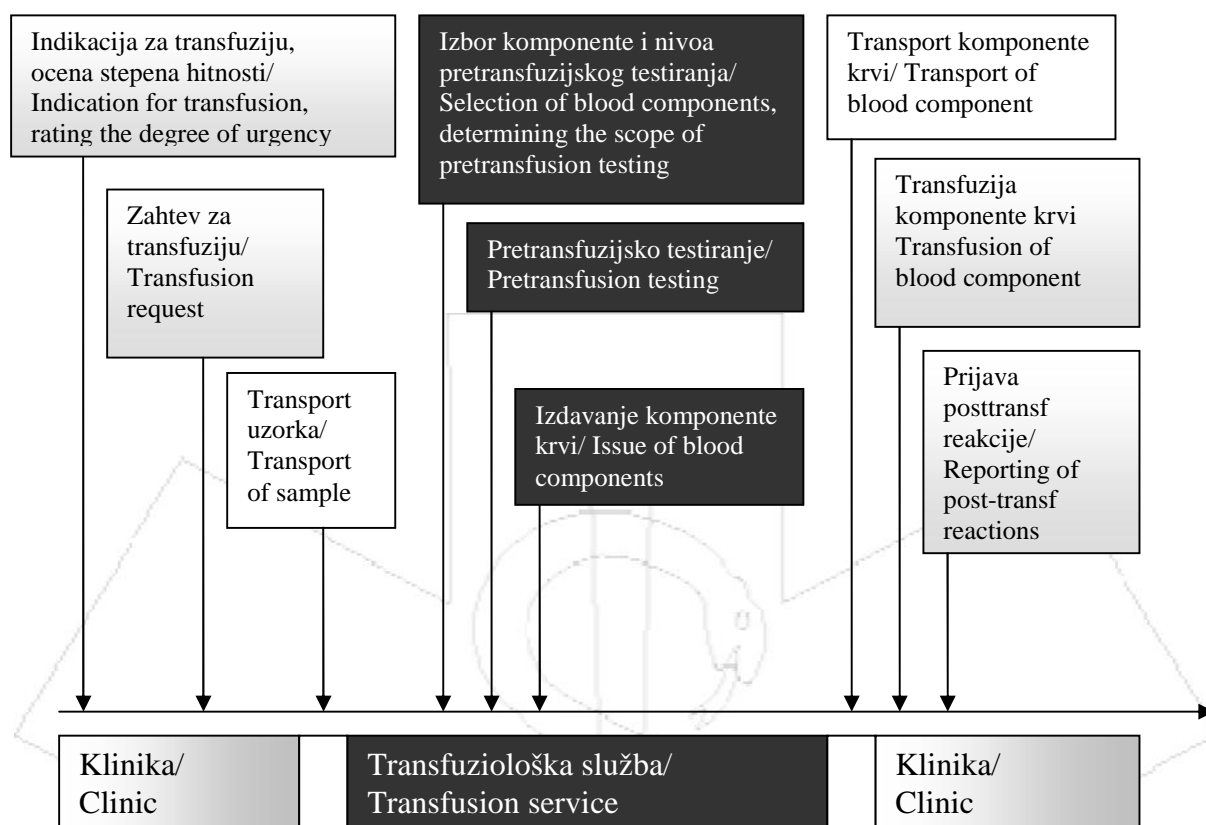 Indikacija za transfuziju,
ocena stepena hitnosti/
Indication for transfusion,
rating the degree of urgency
Zahtev za
transfuziju/
Transfusion
request
Transport
uzorka/
Transport
of sample
Izbor komponente i nivoa
pretransfuzijskog testiranja/
Selection of blood components,
determining the scope of
pretransfusion testing
Pretransfuzijsko testiranje/
Pretransfusion testing
Izdavanje komponente
krvi/ Issue of blood
components
Transport komponente
krvi/ Transport of
blood component
Transfuzija
komponente krvi
Transfusion of
blood component
Prijava
posttransf
reakcije/
Reporting of
post-transf
reactions
Klinika/
Clinic
Transfuziološka služba/
Transfusion service
Klinika/
Clinic